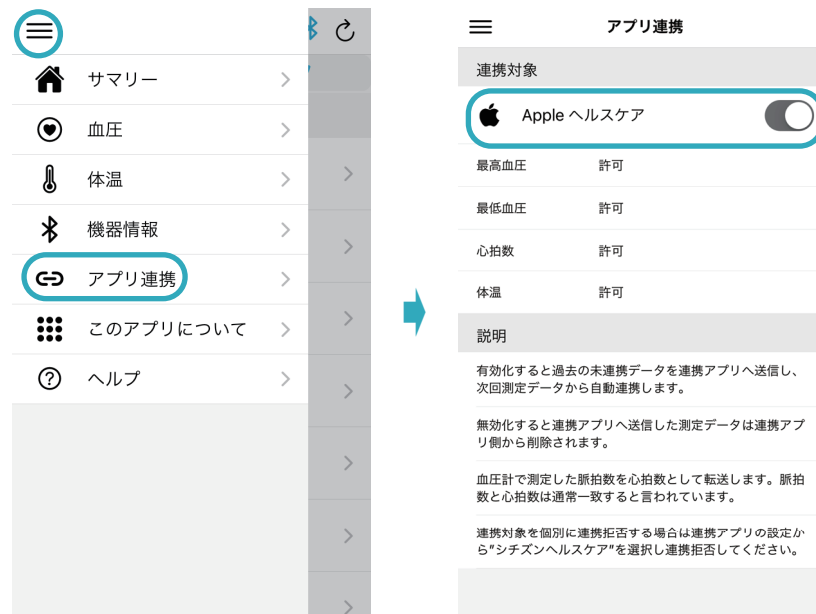 サマリー
血圧
体温
機器情報
アプリ連携
このアプリについて
ヘルプ
アプリ連携
連携対象
Apple ヘルスケア
最高血圧 許可
最低血圧 許可
心拍数 許可
体温 許可
説明
有効化すると過去の未連携データを連携アプリへ送信し、
次回測定データから自動連携します。
無効化すると連携アプリへ送信した測定データは連携アプ
リ側から削除されます。
血圧計で測定した脈拍数を心拍数として転送します。脈拍
数と心拍数は通常一致すると言われています。
連携対象を個別に連携拒否する場合は連携アプリの設定か
ら"シチズンヘルスケア"を選択し連携拒否してください。